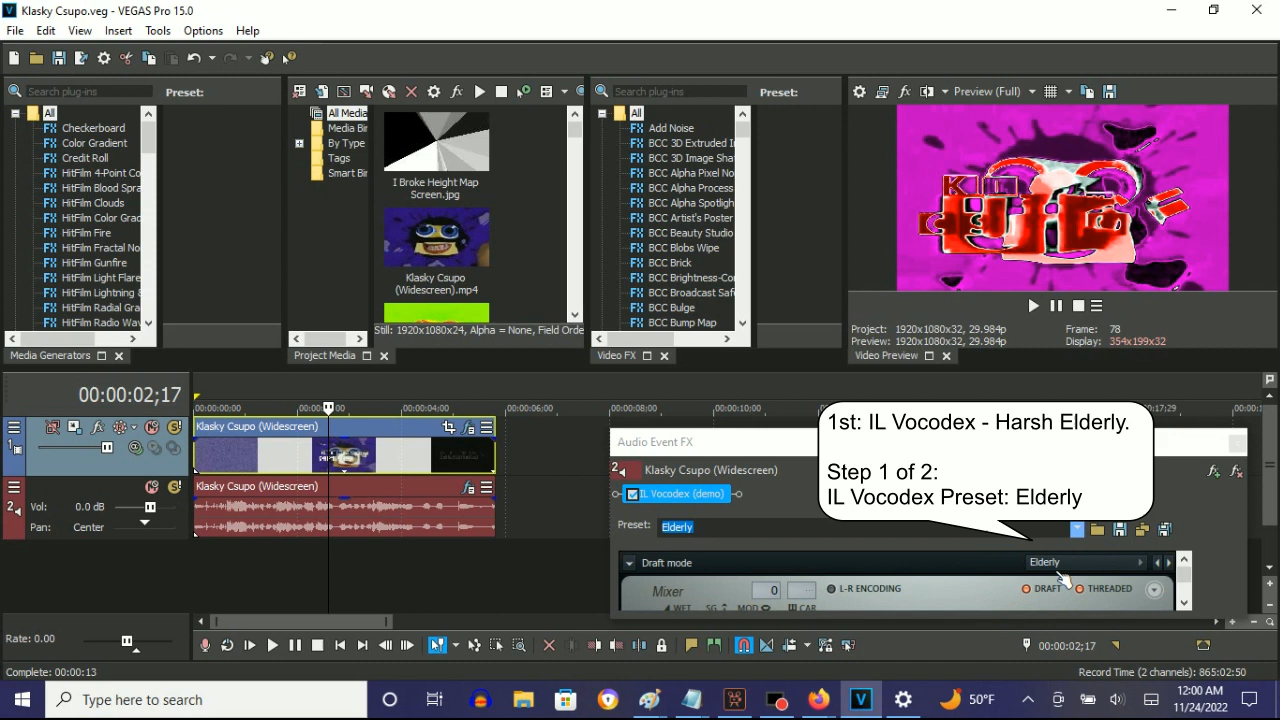 Klasky Csupo.veg - VEGAS Pro 15.0
File Edit View Insert Tools Options Help
Search plug-ins Preset:
All
Checkerboard
Color Gradient
Credit Roll
HitFilm 4-Point Co
HitFilm Blood Spra
HitFilm Clouds
HitFilm Color Grac
HitFilm Fire
HitFilm Fractal No
HitFilm Gunfire
HitFilm Light Flare
HitFilm Lightning &
HitFilm Radial Gra
HitFilm Radio Wav
Media Generators
All Media
Media Bir
By Type
Tags
Smart Bir
I Broke Height Map
Screen.jpg
Klasky Csupo
(Widescreen).mp4
Still: 1920x1080x24, Alpha = None, Field Orde
Project Media
Search plug-ins Preset:
All
Add Noise
BCC 3D Extruded I
BCC 3D Image Sha
BCC Alpha Pixel No
BCC Alpha Process
BCC Alpha Spotligh
BCC Artist's Poster
BCC Beauty Studio
BCC Blobs Wipe
BCC Brick
BCC Brightness-Co
BCC Broadcast Safe
BCC Bulge
BCC Bump Map
Video FX
Preview (Full)
Project: 1920x1080x32, 29.984p
Preview: 1920x1080x32, 29.984p
Frame: 78
Display: 354x199x32
Video Preview
00:00:02;17
00:00:00;00 00:00:04;00 00:00:06;00 00:00:08;00 00:00:10;00 00:00:12;00
Klasky Csupo (Widescreen)
1
Klasky Csupo (Widescreen)
2
Vol: 0.0 dB
Pan: Center
Audio Event FX
2 Klasky Csupo (Widescreen)
IL Vocodex (demo)
Preset: Elderly
Draft mode Elderly
Mixer 0 L-R ENCODING DRAFT THREADED
WET SG MOD CAR
1st: IL Vocodex - Harsh Elderly.
Step 1 of 2:
IL Vocodex Preset: Elderly
Rate: 0.00
00:00:02;17
Complete: 00:00:13
Record Time (2 channels): 865:02:50
Type here to search
50°F
12:00 AM
11/24/2022